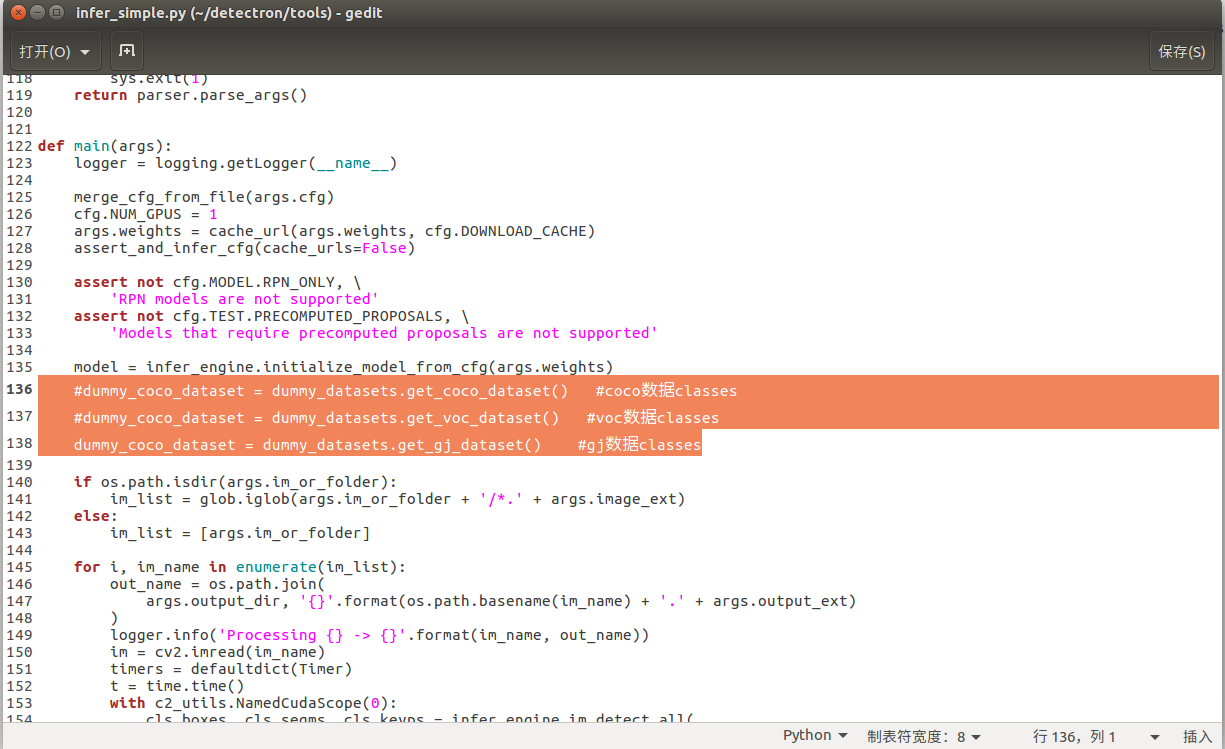 infer_simple.py (~/detectron/tools) - gedit
打开(O)
保存(S)
118         sys.exit(1)
119     return parser.parse_args()
120
121
122 def main(args):
123     logger = logging.getLogger(__name__)
124
125     merge_cfg_from_file(args.cfg)
126     cfg.NUM_GPUS = 1
127     args.weights = cache_url(args.weights, cfg.DOWNLOAD_CACHE)
128     assert_and_infer_cfg(cache_urls=False)
129
130     assert not cfg.MODEL.RPN_ONLY, \
131         'RPN models are not supported'
132     assert not cfg.TEST.PRECOMPUTED_PROPOSALS, \
133         'Models that require precomputed proposals are not supported'
134
135     model = infer_engine.initialize_model_from_cfg(args.weights)
136     #dummy_coco_dataset = dummy_datasets.get_coco_dataset()   #coco数据classes
137     #dummy_coco_dataset = dummy_datasets.get_voc_dataset()   #voc数据classes
138     dummy_coco_dataset = dummy_datasets.get_gj_dataset()    #gj数据classes
139
140     if os.path.isdir(args.im_or_folder):
141         im_list = glob.iglob(args.im_or_folder + '/*.' + args.image_ext)
142     else:
143         im_list = [args.im_or_folder]
144
145     for i, im_name in enumerate(im_list):
146         out_name = os.path.join(
147             args.output_dir, '{}'.format(os.path.basename(im_name) + '.' + args.output_ext)
148         )
149         logger.info('Processing {} -> {}'.format(im_name, out_name))
150         im = cv2.imread(im_name)
151         timers = defaultdict(Timer)
152         t = time.time()
153         with c2_utils.NamedCudaScope(0):
154             cls_boxes, cls_segms, cls_keyps = infer_engine.im_detect_all(
Python 制表符宽度：8 行 136，列 1 插入